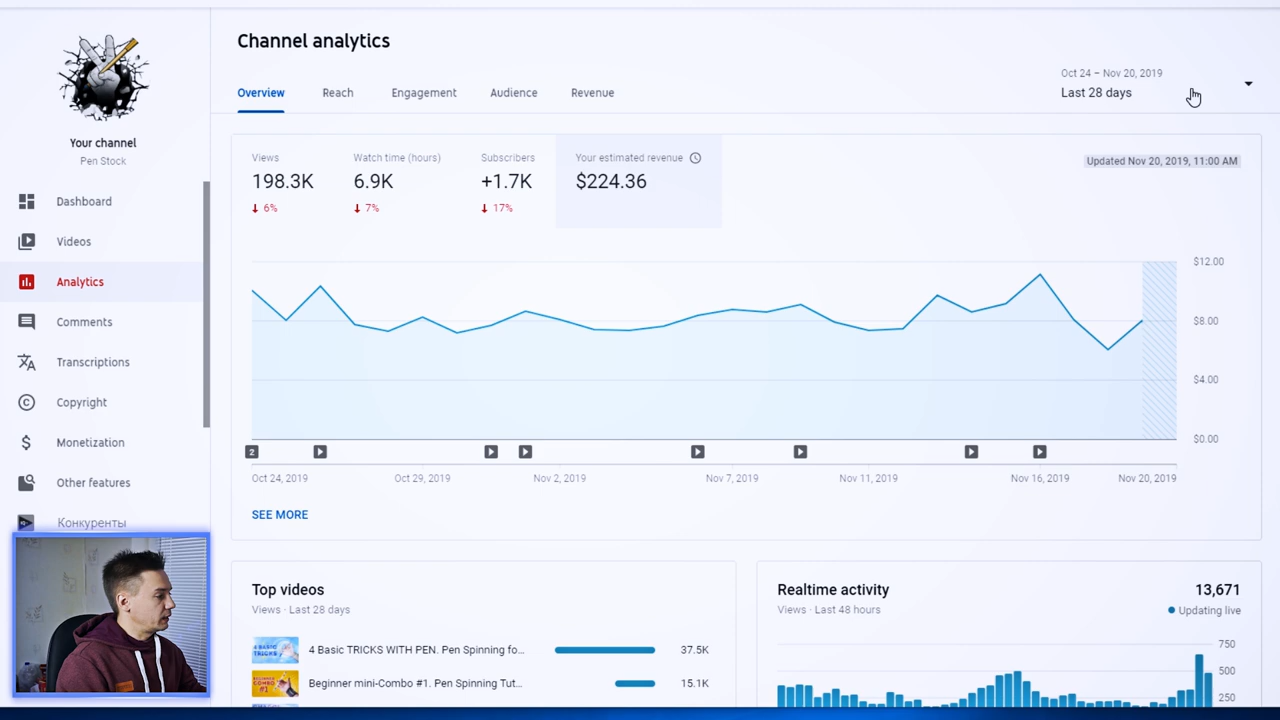 Channel analytics
Your channel
Pen Stock
Dashboard
Videos
Analytics
Comments
Transcriptions
Copyright
Monetization
Other features
Конкуренты
Overview Reach Engagement Audience Revenue
Oct 24 – Nov 20, 2019
Last 28 days
Views Watch time (hours) Subscribers Your estimated revenue
198.3K 6.9K +1.7K $224.36
6% 7% 17%
Updated Nov 20, 2019, 11:00 AM
$12.00
$8.00
$4.00
$0.00
2
Oct 24, 2019 Oct 29, 2019 Nov 2, 2019 Nov 7, 2019 Nov 11, 2019 Nov 16, 2019 Nov 20, 2019
SEE MORE
Top videos
Views · Last 28 days
4 BASIC
TRICKS
4 Basic TRICKS WITH PEN. Pen Spinning fo... 37.5K
BEGINNER
COMBO
#1
Beginner mini-Combo #1. Pen Spinning Tut... 15.1K
Realtime activity 13,671
Views · Last 48 hours Updating live
750
500
250